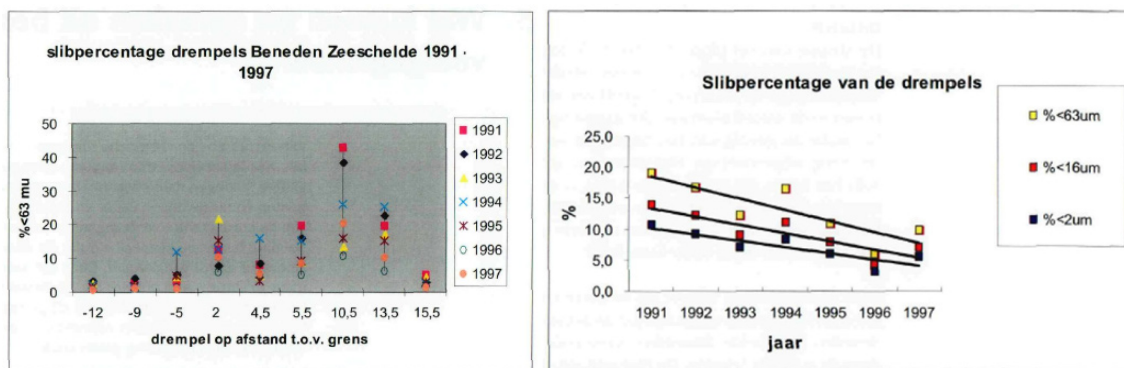 slibpercentage drempels Beneden Zeeschelde 1991 -
1997
50
40
30
20
10
0
%<63 mu
-12 -9 -5 2 4,5 5,5 10,5 13,5 15,5
drempel op afstand t.o.v. grens
1991
1992
1993
1994
1995
1996
1997
Slibpercentage van de drempels
25,0
20,0
15,0
10,0
5,0
0,0
%
1991 1992 1993 1994 1995 1996 1997
jaar
%<63um
%<16um
%<2um